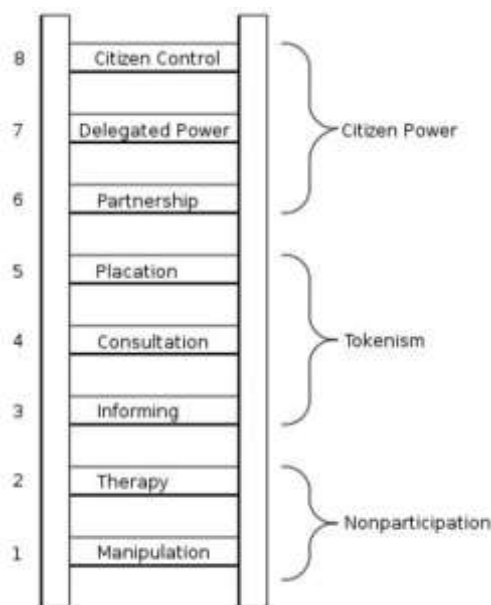 8 Citizen Control
7 Delegated Power
Citizen Power
6 Partnership
5 Placation
4 Consultation
Tokenism
3 Informing
2 Therapy
Nonparticipation
1 Manipulation